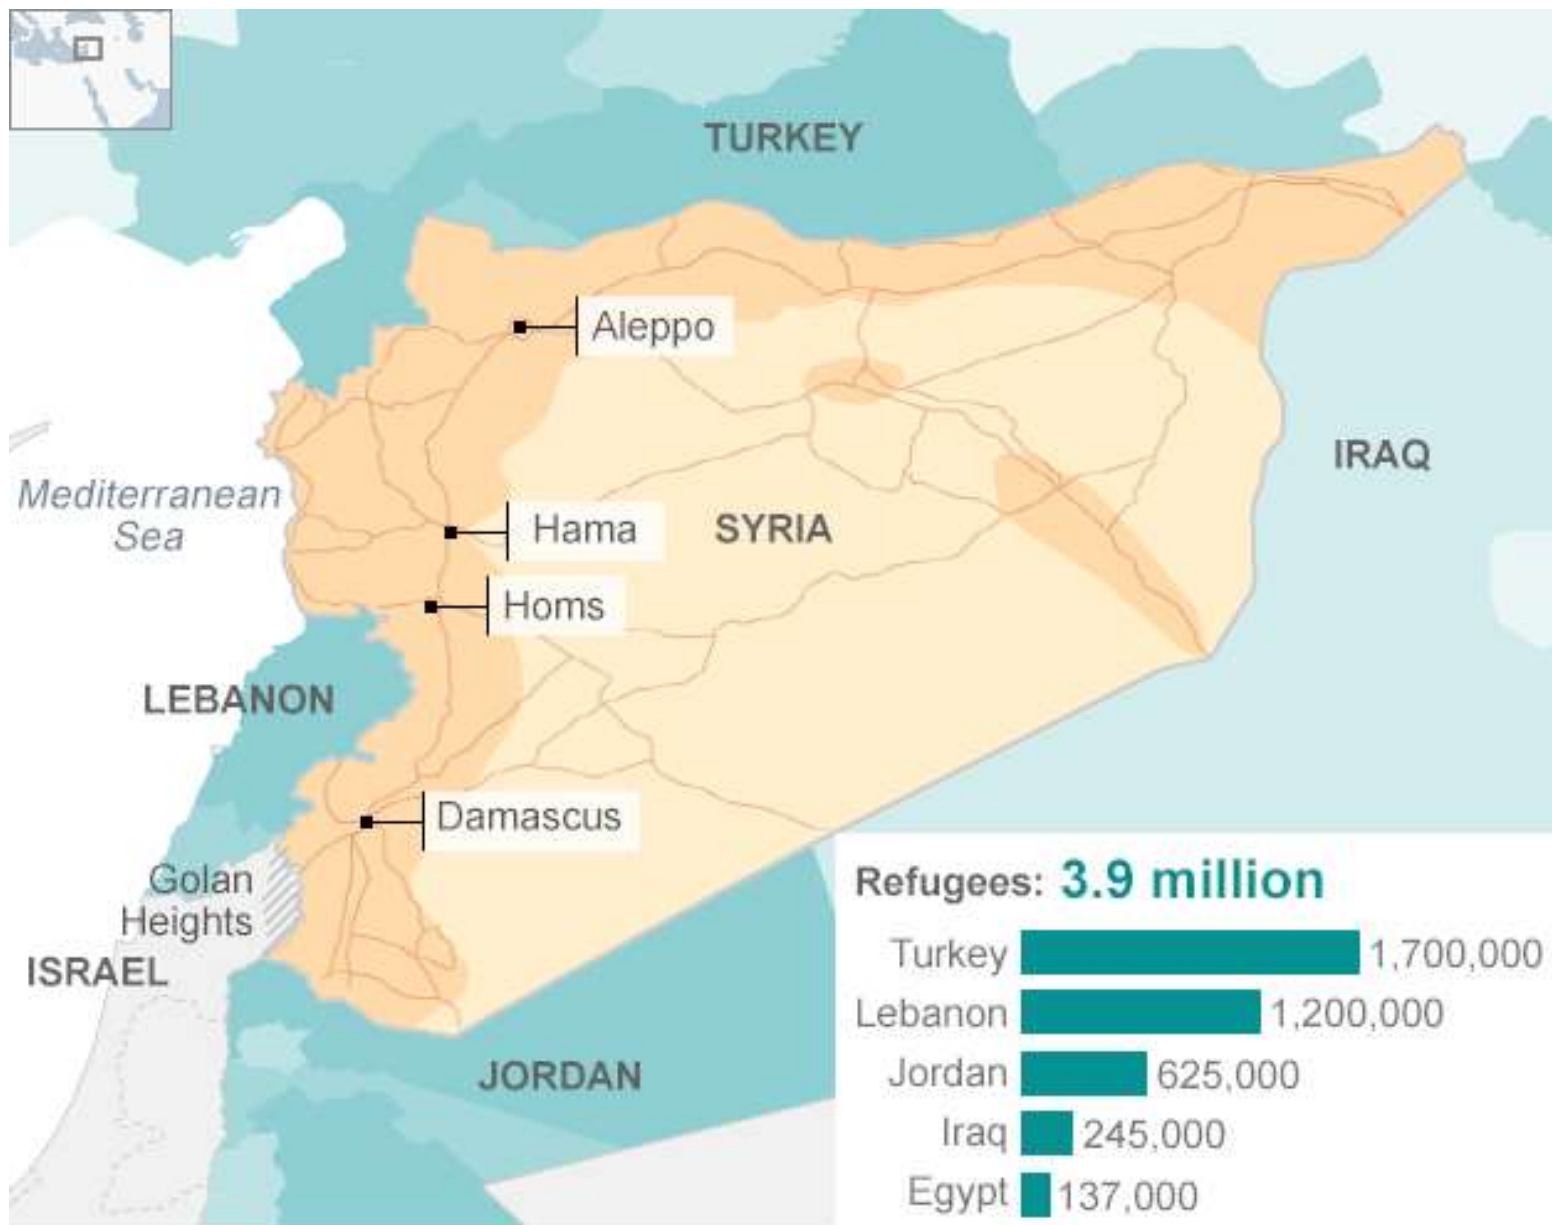 TURKEY
Aleppo
IRAQ
Mediterranean
Sea
Hama
SYRIA
Homs
LEBANON
Damascus
Golan
Heights
ISRAEL
JORDAN
Refugees: 3.9 million
Turkey 1,700,000
Lebanon 1,200,000
Jordan 625,000
Iraq 245,000
Egypt 137,000